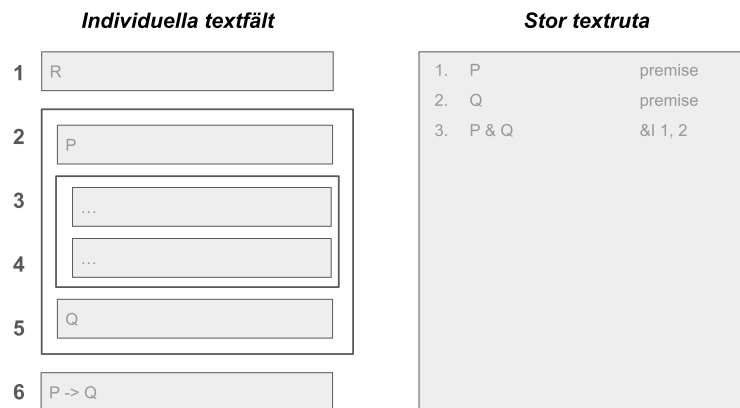 Individuella textfält
1 R
2 P
3 ...
4 ...
5 Q
6 P -> Q
Stor textruta
1. P premise
2. Q premise
3. P & Q &I 1, 2